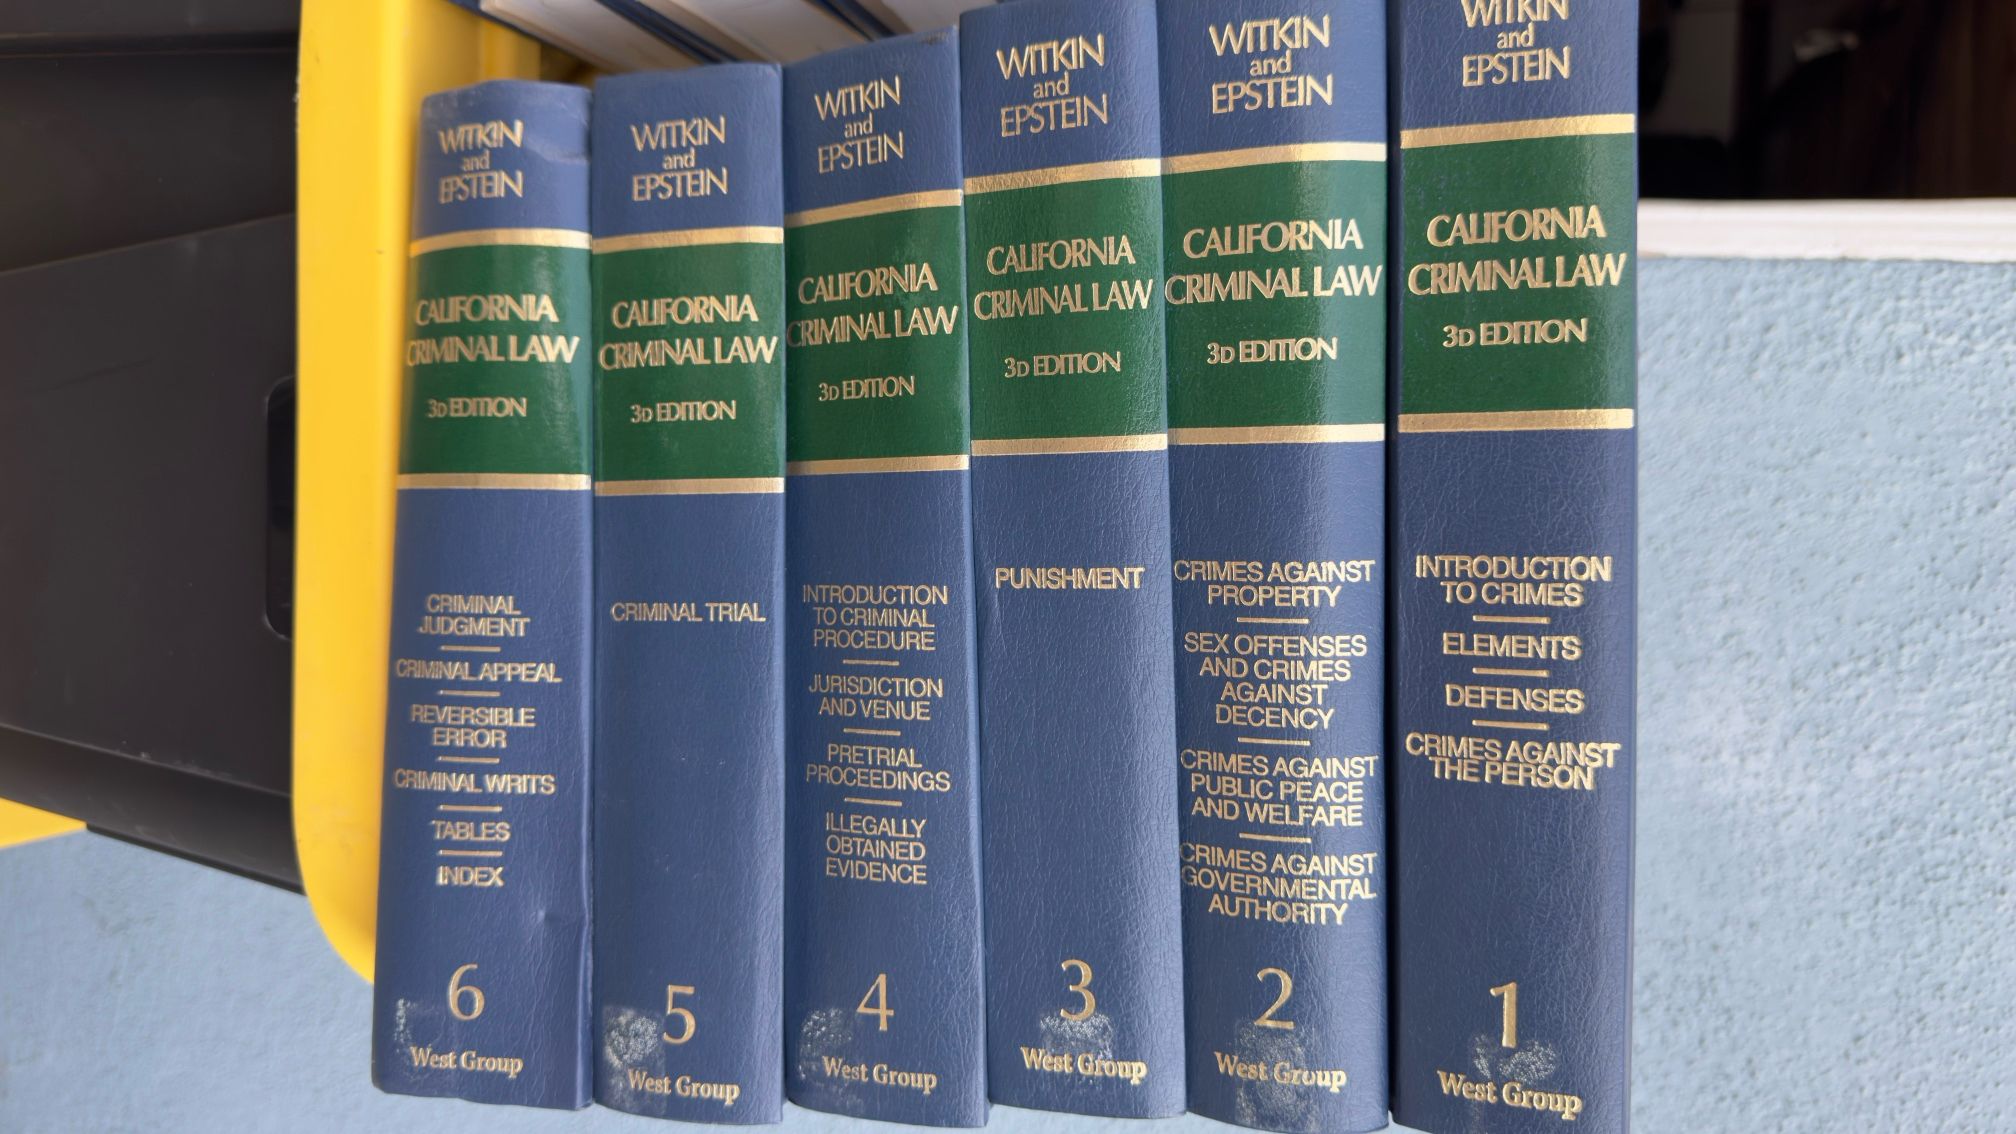 WITKIN
and
EPSTEIN
CALIFORNIA
CRIMINAL LAW
3D EDITION
CRIMINAL
JUDGMENT
CRIMINAL APPEAL
REVERSIBLE
ERROR
CRIMINAL WRITS
TABLES
INDEX
6
West Group
WITKIN
and
EPSTEIN
CALIFORNIA
CRIMINAL LAW
3D EDITION
CRIMINAL TRIAL
5
West Group
WITKIN
and
EPSTEIN
CALIFORNIA
CRIMINAL LAW
3D EDITION
INTRODUCTION
TO CRIMINAL
PROCEDURE
JURISDICTION
AND VENUE
PRETRIAL
PROCEEDINGS
ILLEGALLY
OBTAINED
EVIDENCE
4
West Group
WITKIN
and
EPSTEIN
CALIFORNIA
CRIMINAL LAW
3D EDITION
PUNISHMENT
3
West Group
WITKIN
and
EPSTEIN
CALIFORNIA
CRIMINAL LAW
3D EDITION
CRIMES AGAINST
PROPERTY
SEX OFFENSES
AND CRIMES
AGAINST
DECENCY
CRIMES AGAINST
PUBLIC PEACE
AND WELFARE
CRIMES AGAINST
GOVERNMENTAL
AUTHORITY
2
West Group
WITKIN
and
EPSTEIN
CALIFORNIA
CRIMINAL LAW
3D EDITION
INTRODUCTION
TO CRIMES
ELEMENTS
DEFENSES
CRIMES AGAINST
THE PERSON
1
West Group